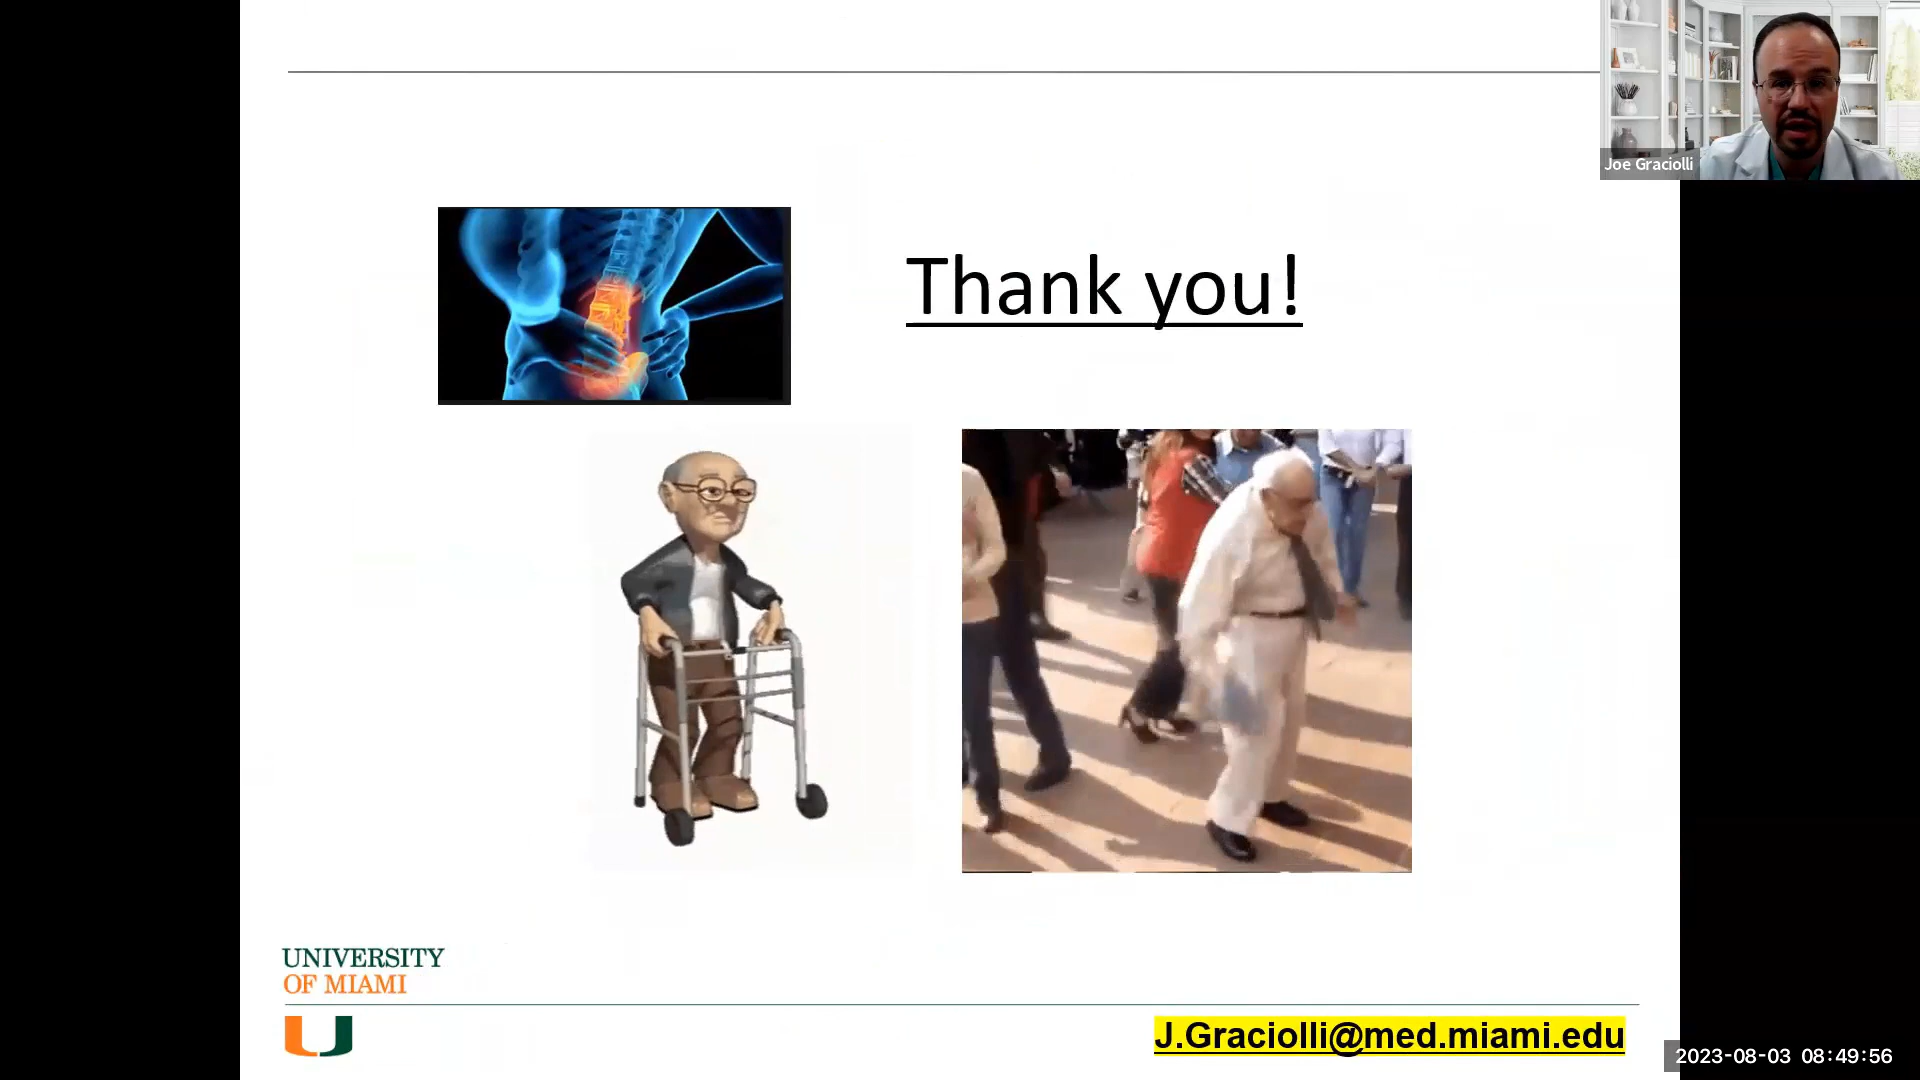 Joe Graciolli
Thank you!
UNIVERSITY
OF MIAMI
J.Graciolli@med.miami.edu
2023-08-03 08:49:56